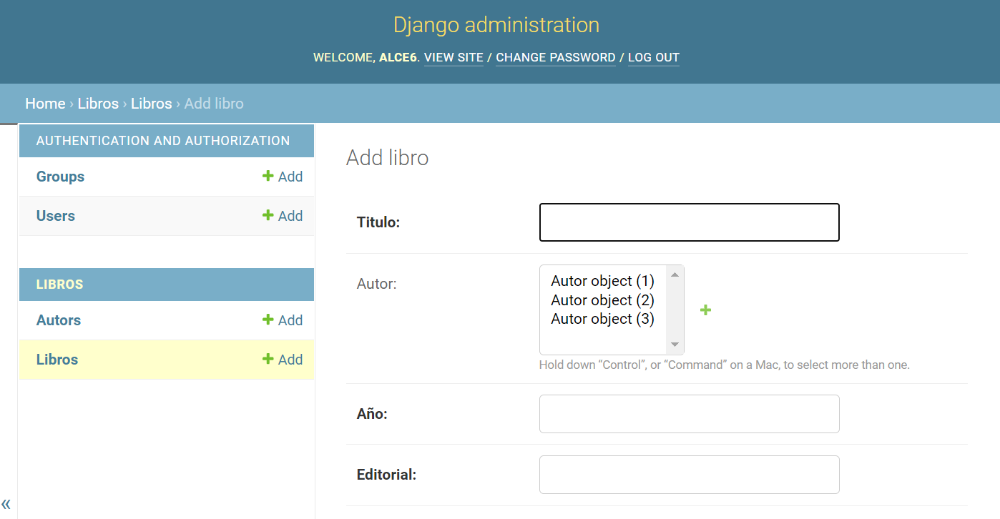 Django administration
WELCOME, ALCE6. VIEW SITE / CHANGE PASSWORD / LOG OUT
Home › Libros › Libros › Add libro
AUTHENTICATION AND AUTHORIZATION
Groups + Add
Users + Add
LIBROS
Autors + Add
Libros + Add
«
Add libro
Titulo:
Autor:
Autor object (1)
Autor object (2)
Autor object (3)
Hold down “Control”, or “Command” on a Mac, to select more than one.
Año:
Editorial: